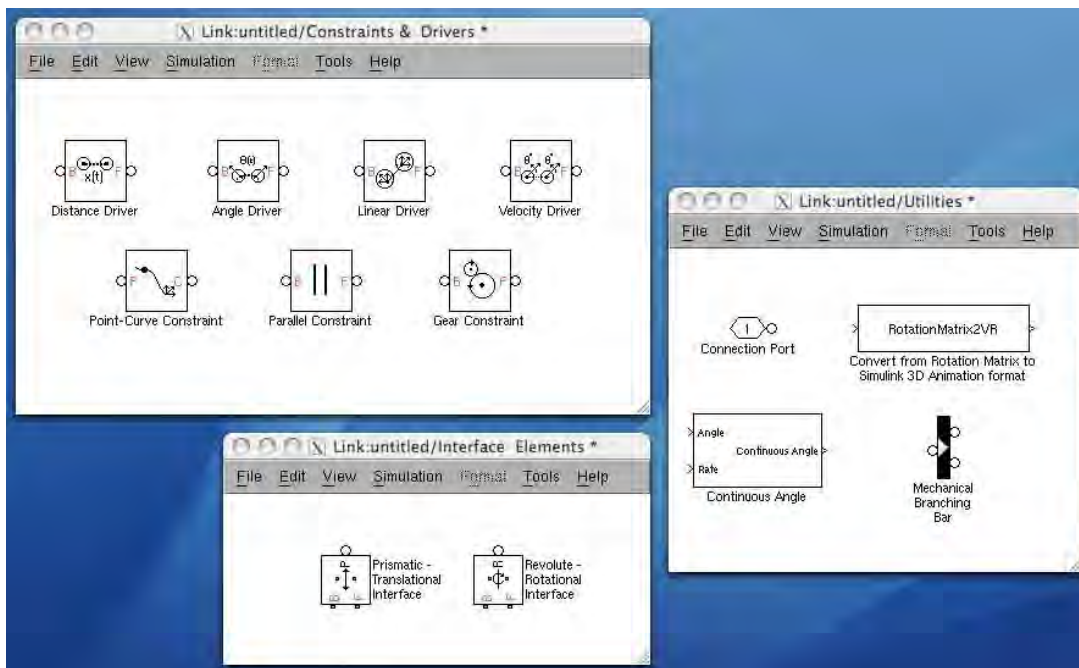 X Link:untitled/Constraints & Drivers *
File Edit View Simulation Format Tools Help
B x(t) F
Distance Driver
B θ(t) F
Angle Driver
B F
Linear Driver
B θ' θ' F
Velocity Driver
P C
Point-Curve Constraint
B F
Parallel Constraint
B F
Gear Constraint
X Link:untitled/Utilities *
File Edit View Simulation Format Tools Help
1
Connection Port
RotationMatrix2VR
Convert from Rotation Matrix to
Simulink 3D Animation format
Angle
Continuous Angle
Rate
Continuous Angle
Mechanical
Branching
Bar
X Link:untitled/Interface Elements *
File Edit View Simulation Format Tools Help
P
B F
Prismatic -
Translational
Interface
R
B F
Revolute -
Rotational
Interface